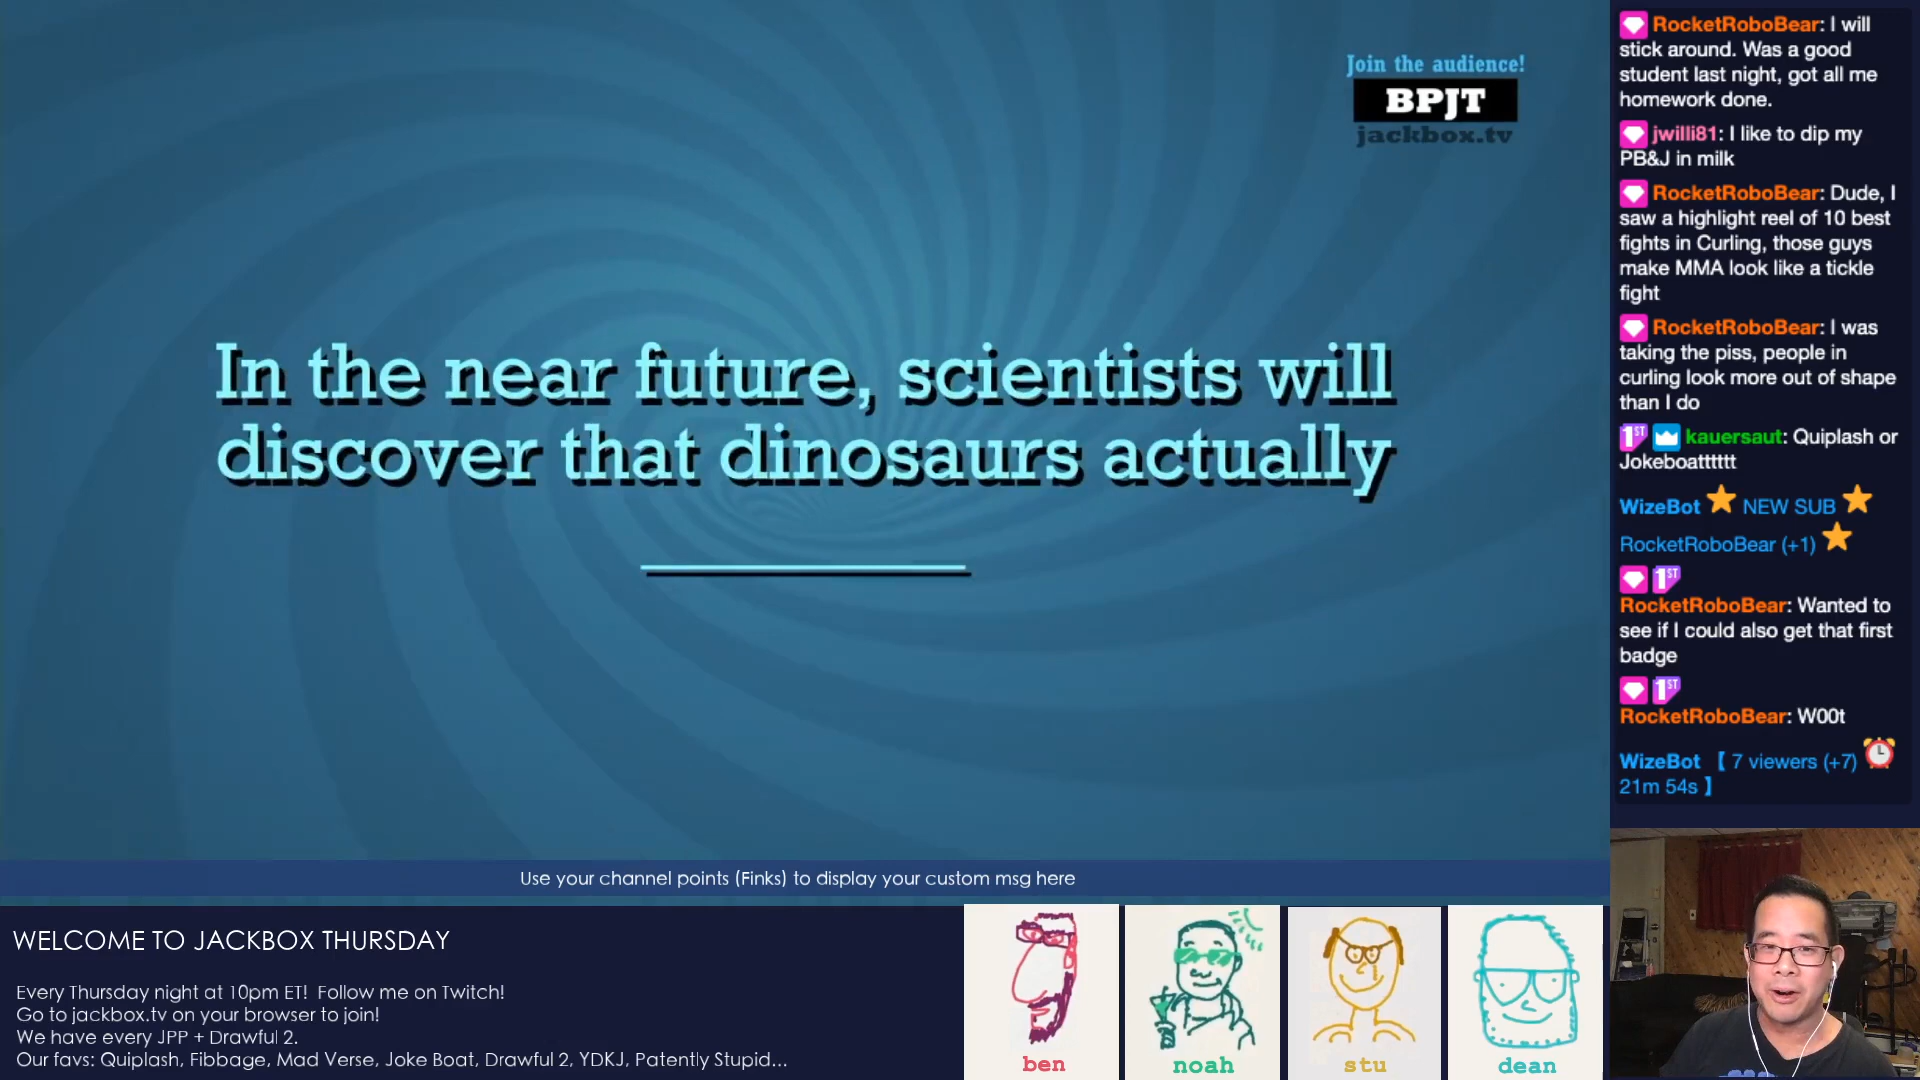 Join the audience!
BPJT
jackbox.tv
In the near future, scientists will
discover that dinosaurs actually
Use your channel points (Finks) to display your custom msg here
WELCOME TO JACKBOX THURSDAY
Every Thursday night at 10pm ET!  Follow me on Twitch!
Go to jackbox.tv on your browser to join!
We have every JPP + Drawful 2.
Our favs: Quiplash, Fibbage, Mad Verse, Joke Boat, Drawful 2, YDKJ, Patently Stupid...
ben
noah
stu
dean
RocketRoboBear: I will
stick around. Was a good
student last night, got all me
homework done.
jwilli81: I like to dip my
PB&J in milk
RocketRoboBear: Dude, I
saw a highlight reel of 10 best
fights in Curling, those guys
make MMA look like a tickle
fight
RocketRoboBear: I was
taking the piss, people in
curling look more out of shape
than I do
1ST kauersaut: Quiplash or
Jokeboatttttt
WizeBot ⭐ NEW SUB ⭐
RocketRoboBear (+1) ⭐
1ST
RocketRoboBear: Wanted to
see if I could also get that first
badge
1ST
RocketRoboBear: W00t
WizeBot 【 7 viewers (+7) ⏰
21m 54s 】